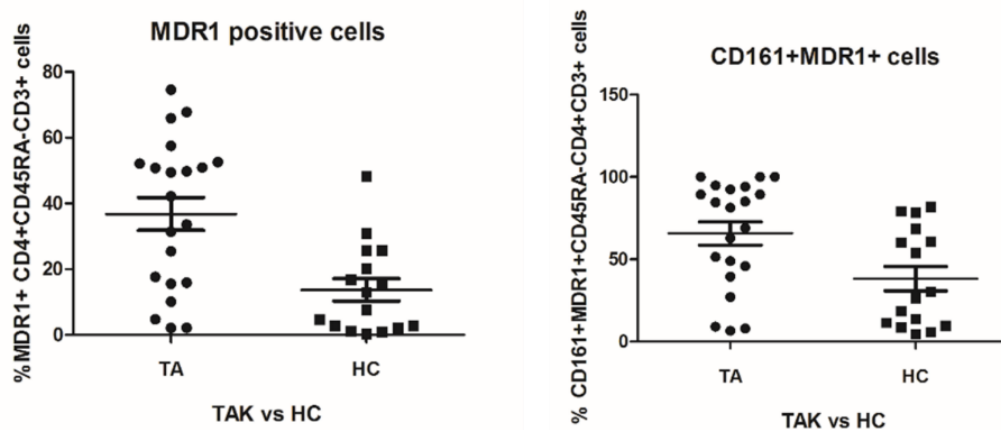 MDR1 positive cells
%MDR1+ CD4+CD45RA-CD3+ cells
80
60
40
20
0
TA
HC
TAK vs HC
CD161+MDR1+ cells
% CD161+MDR1+CD45RA-CD4+CD3+ cells
150
100
50
0
TA
HC
TAK vs HC